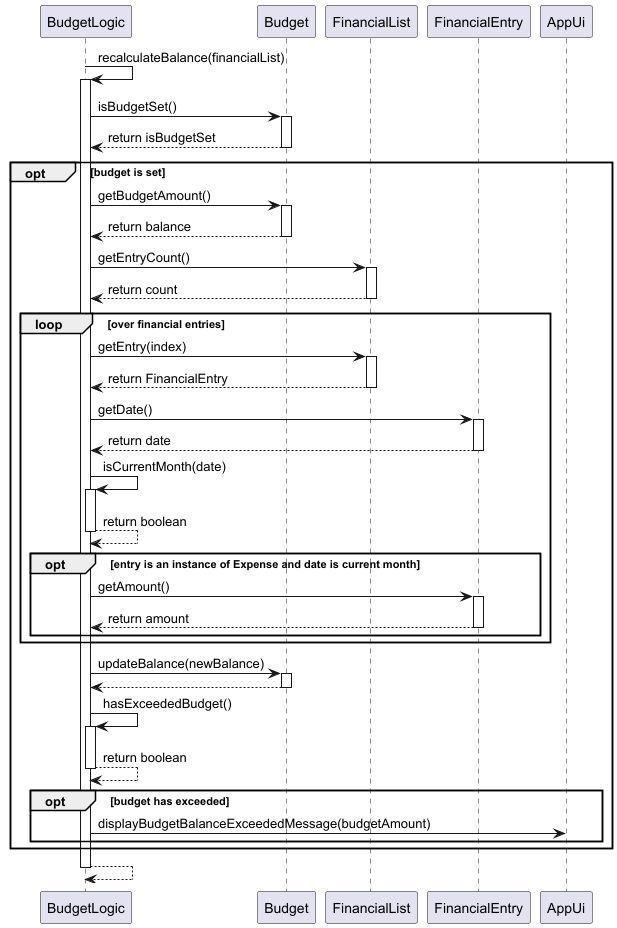 BudgetLogic Budget FinancialList FinancialEntry AppUi
recalculateBalance(financialList)
isBudgetSet()
return isBudgetSet
opt [budget is set]
getBudgetAmount()
return balance
getEntryCount()
return count
loop [over financial entries]
getEntry(index)
return FinancialEntry
getDate()
return date
isCurrentMonth(date)
return boolean
opt [entry is an instance of Expense and date is current month]
getAmount()
return amount
updateBalance(newBalance)
hasExceededBudget()
return boolean
opt [budget has exceeded]
displayBudgetBalanceExceededMessage(budgetAmount)
BudgetLogic Budget FinancialList FinancialEntry AppUi